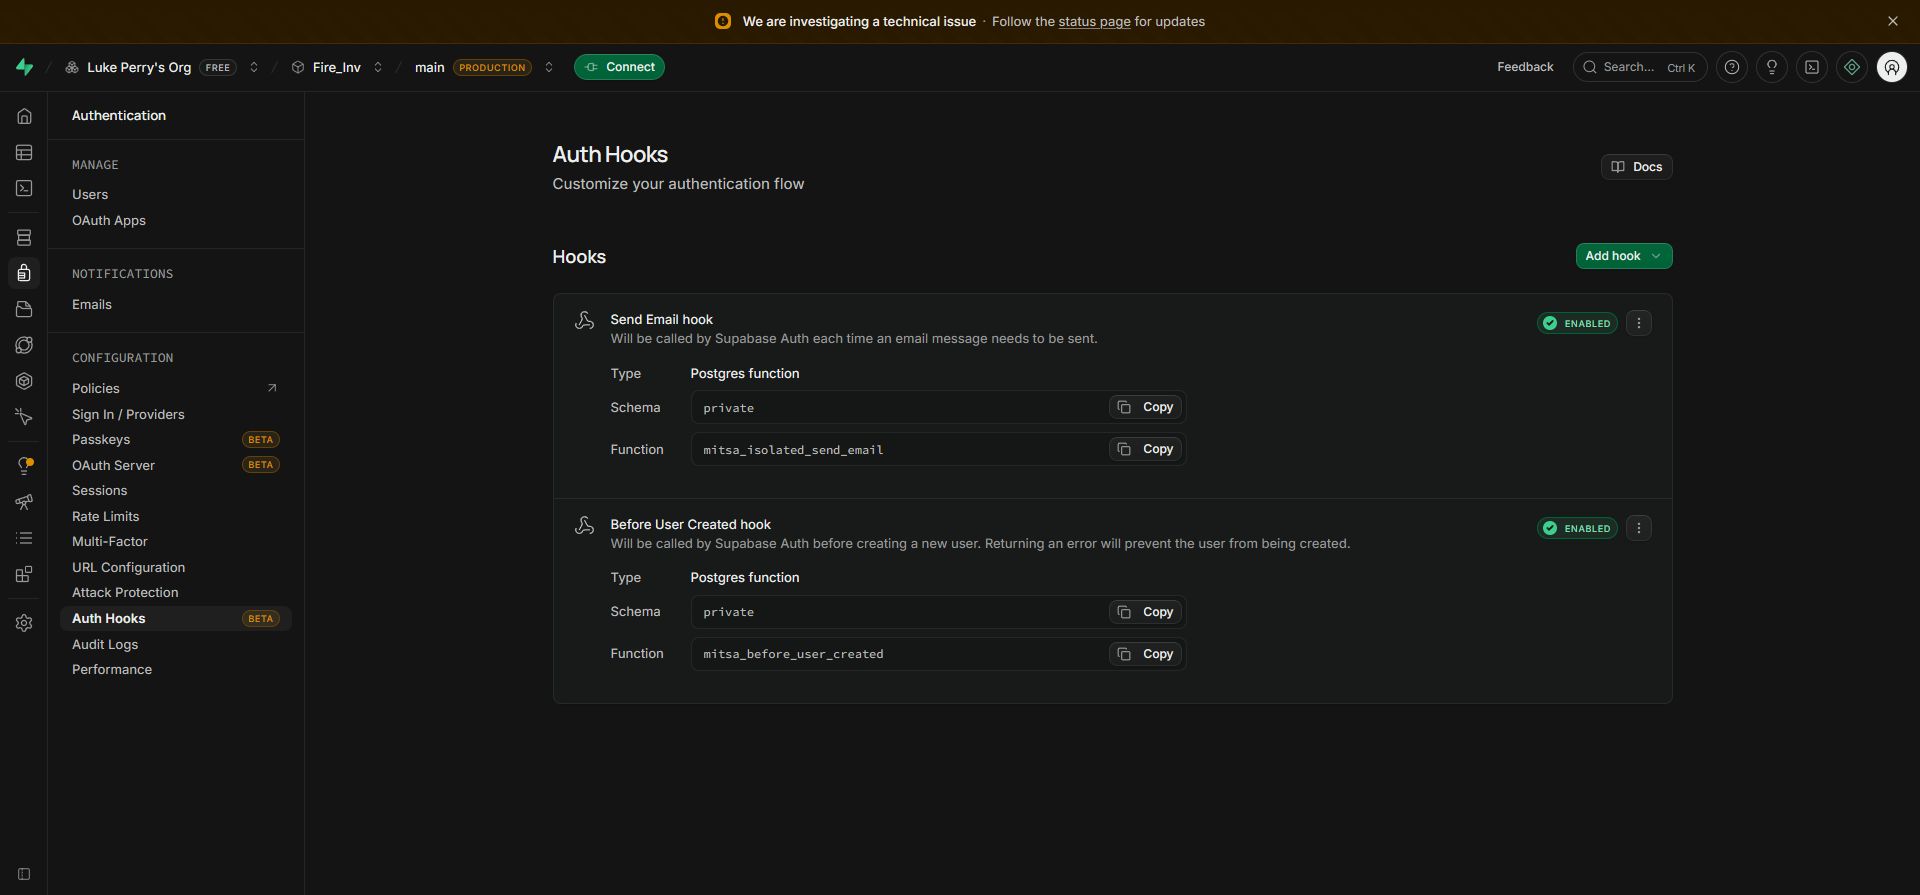 We are investigating a technical issue · Follow the status page for updates
Luke Perry's Org FREE / Fire_Inv / main PRODUCTION Connect Feedback Search... Ctrl K
Authentication
MANAGE
Users
OAuth Apps
NOTIFICATIONS
Emails
CONFIGURATION
Policies
Sign In / Providers
Passkeys BETA
OAuth Server BETA
Sessions
Rate Limits
Multi-Factor
URL Configuration
Attack Protection
Auth Hooks BETA
Audit Logs
Performance
Auth Hooks
Customize your authentication flow
Docs
Hooks
Add hook
Send Email hook
Will be called by Supabase Auth each time an email message needs to be sent.
ENABLED
Type Postgres function
Schema private Copy
Function mitsa_isolated_send_email Copy
Before User Created hook
Will be called by Supabase Auth before creating a new user. Returning an error will prevent the user from being created.
ENABLED
Type Postgres function
Schema private Copy
Function mitsa_before_user_created Copy